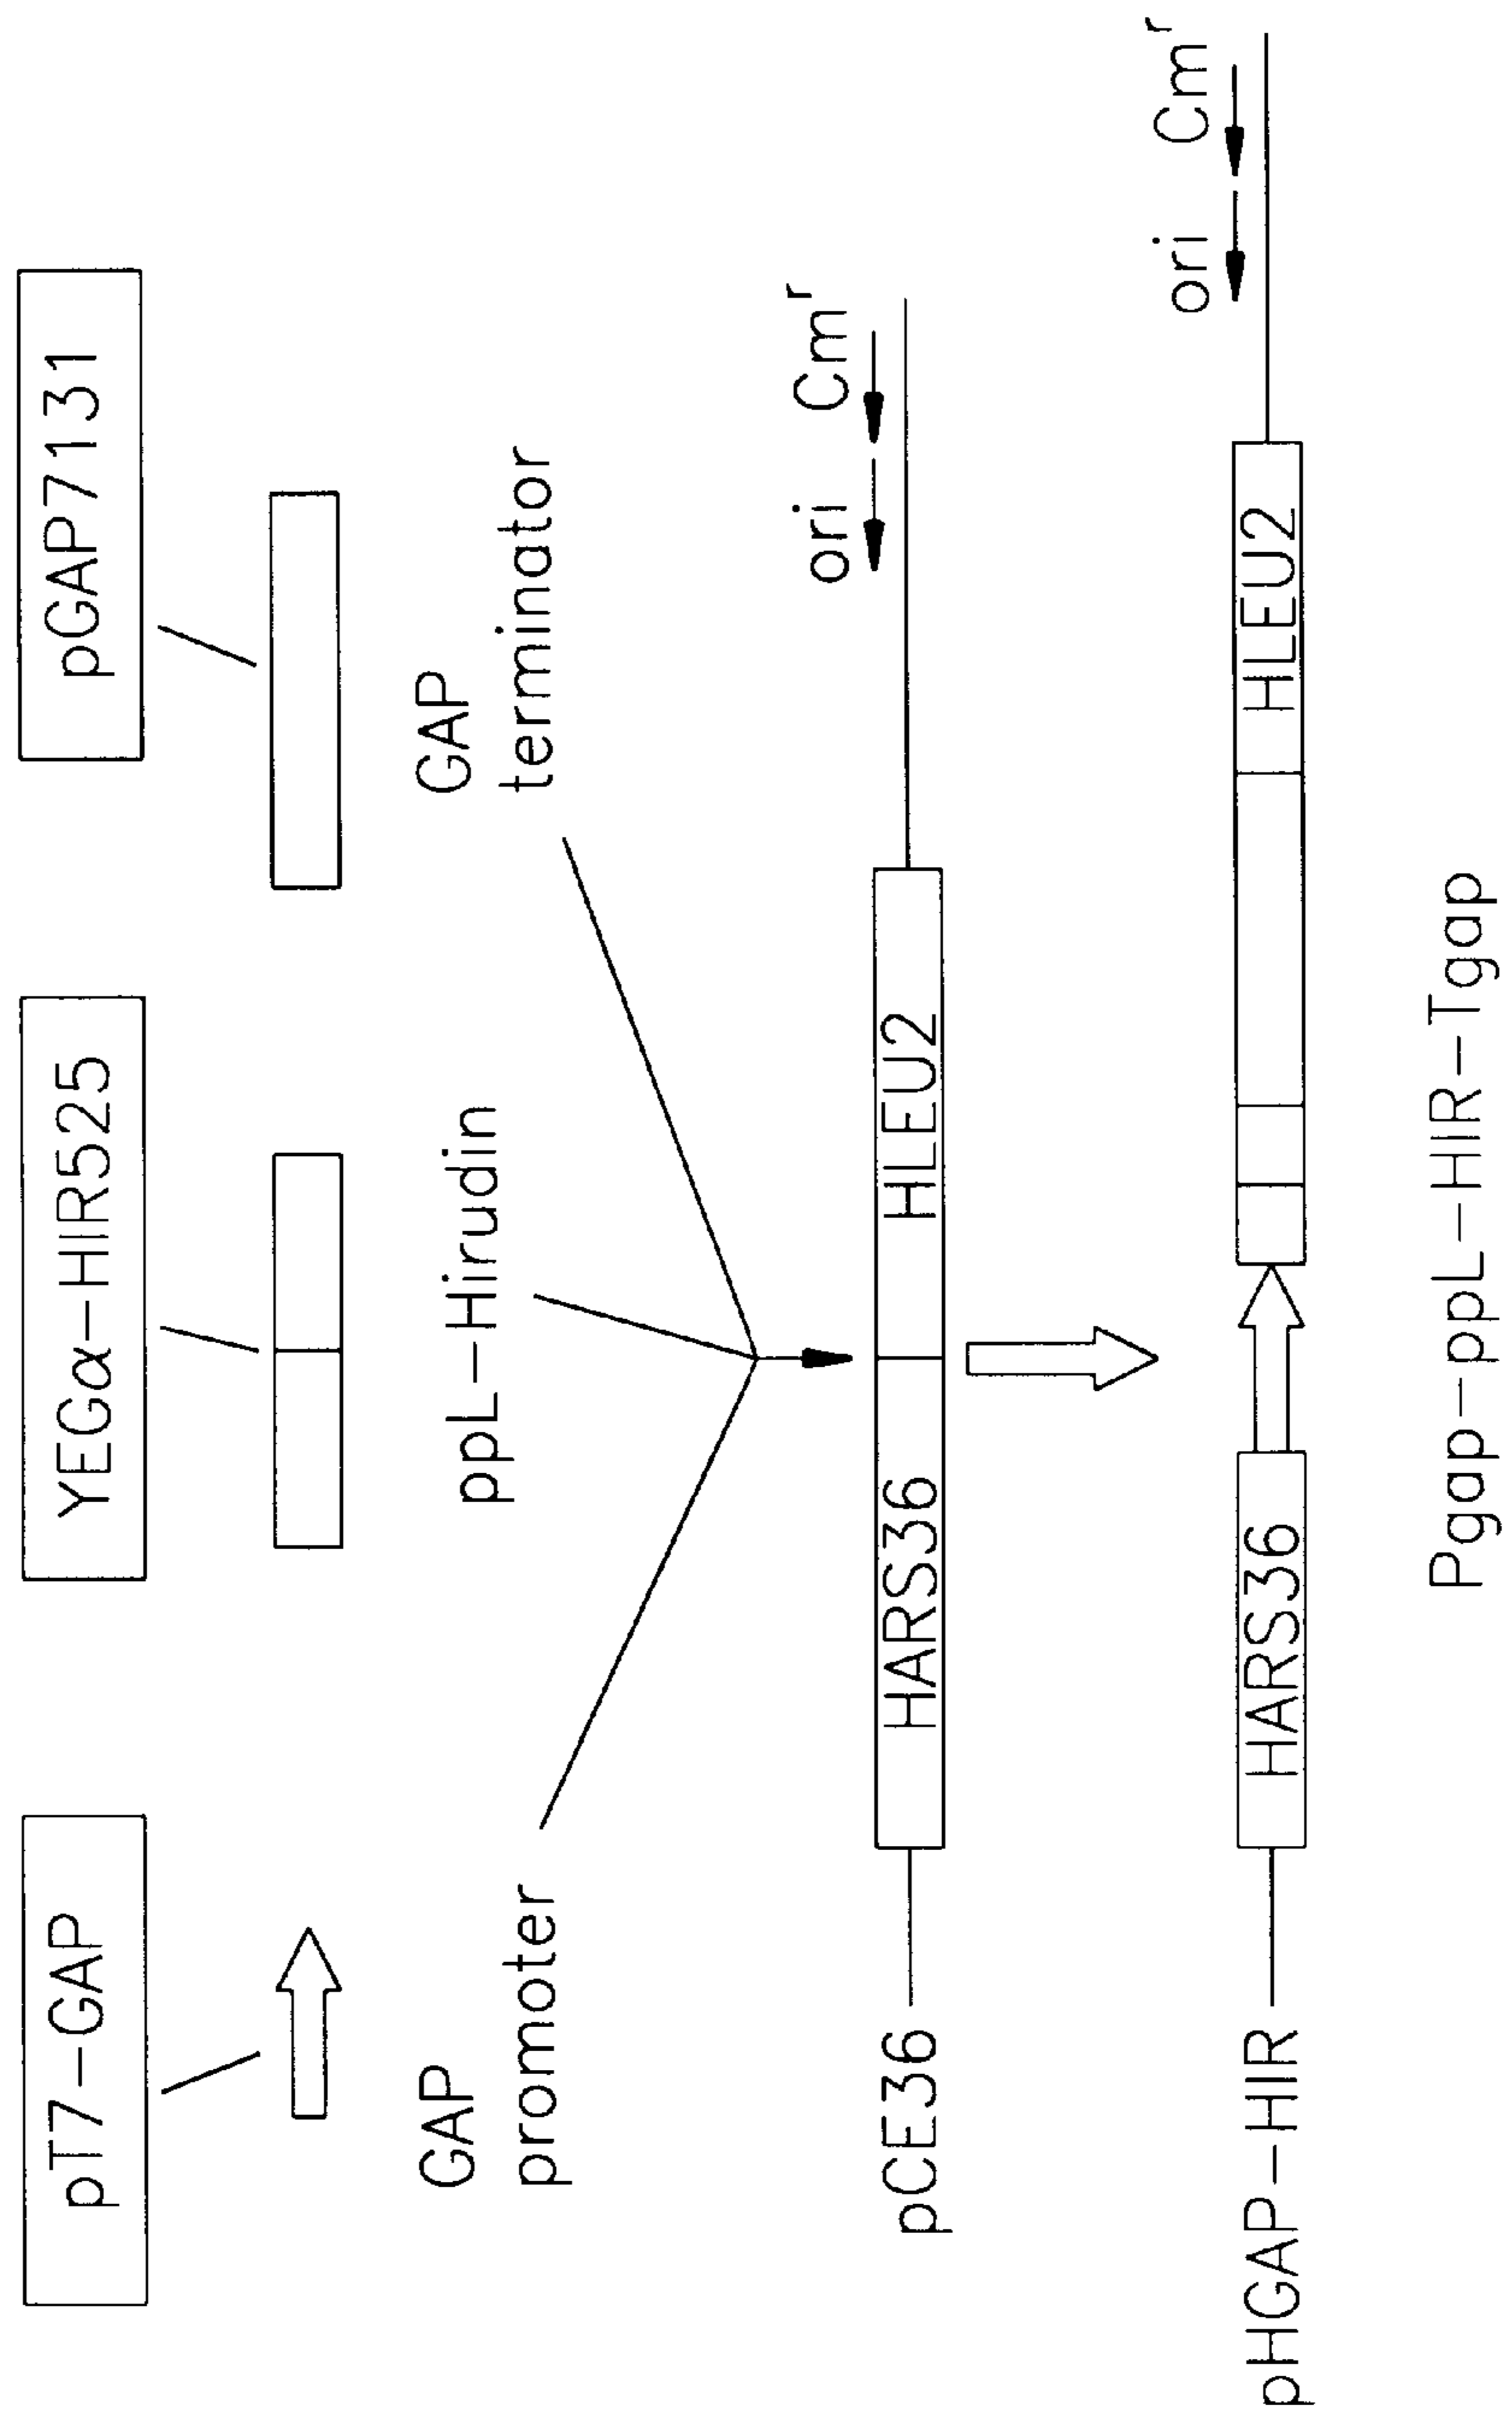 pT7-GAP
YEGα-HIR525
pGAP7131
GAP
promoter
ppL-Hirudin
GAP
terminator
ori Cmʳ
pCE36
HARS36
HLEU2
ori Cmʳ
pHGAP-HIR
HARS36
HLEU2
Pgap-ppL-HIR-Tgap